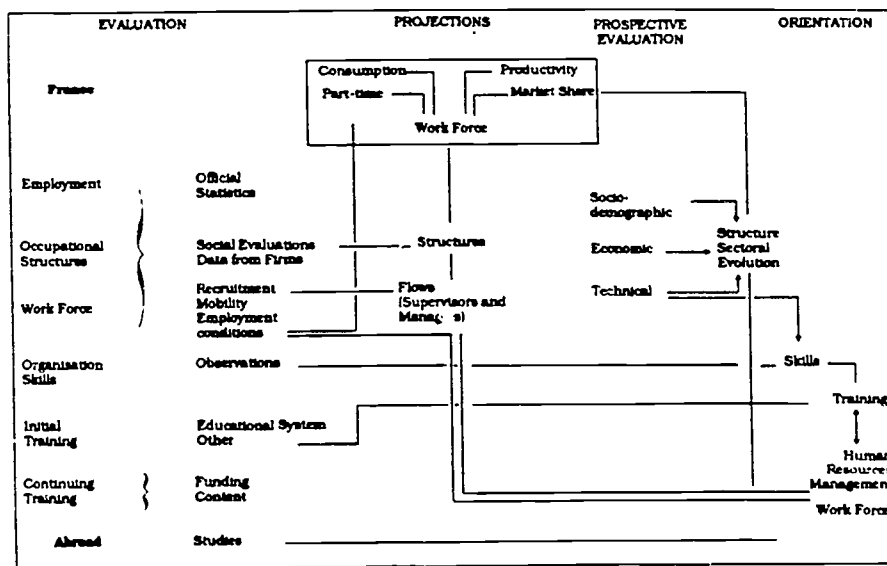 EVALUATION PROJECTIONS PROSPECTIVE EVALUATION ORIENTATION
France
Consumption Productivity
Part-time Market Share
Work Force
Employment
Official
Statistics
Socio-
demographic
Occupational
Structures
Social Evaluations
Data from Firms
Structures
Economic
Structure
Sectoral
Evolution
Work Force
Recruitment
Mobility
Employment
conditions
Flows
(Supervisors and
Technical
Organisation
Skills
Observations
Skills
Training
Initial
Training
Educational System
Other
Human
Resources
Management
Continuing
Training
Funding
Content
Work Force
Abroad
Studies